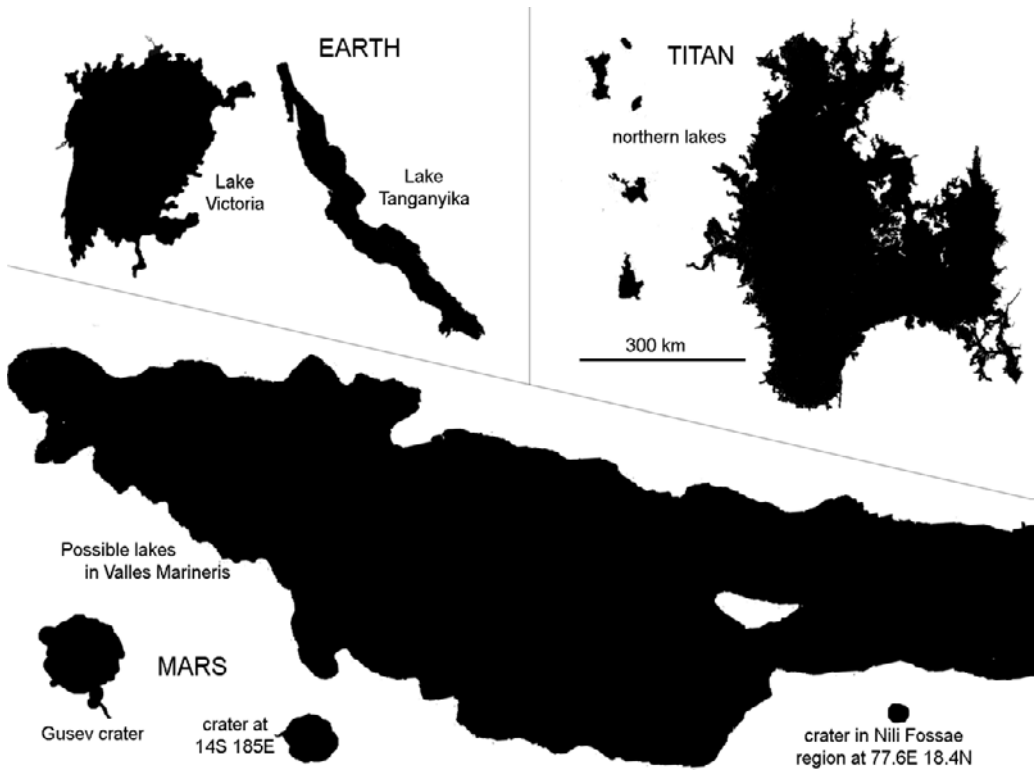 EARTH
Lake
Victoria
Lake
Tanganyika
TITAN
northern lakes
300 km
Possible lakes
in Valles Marineris
MARS
Gusev crater
crater at
14S 185E
crater in Nili Fossae
region at 77.6E 18.4N